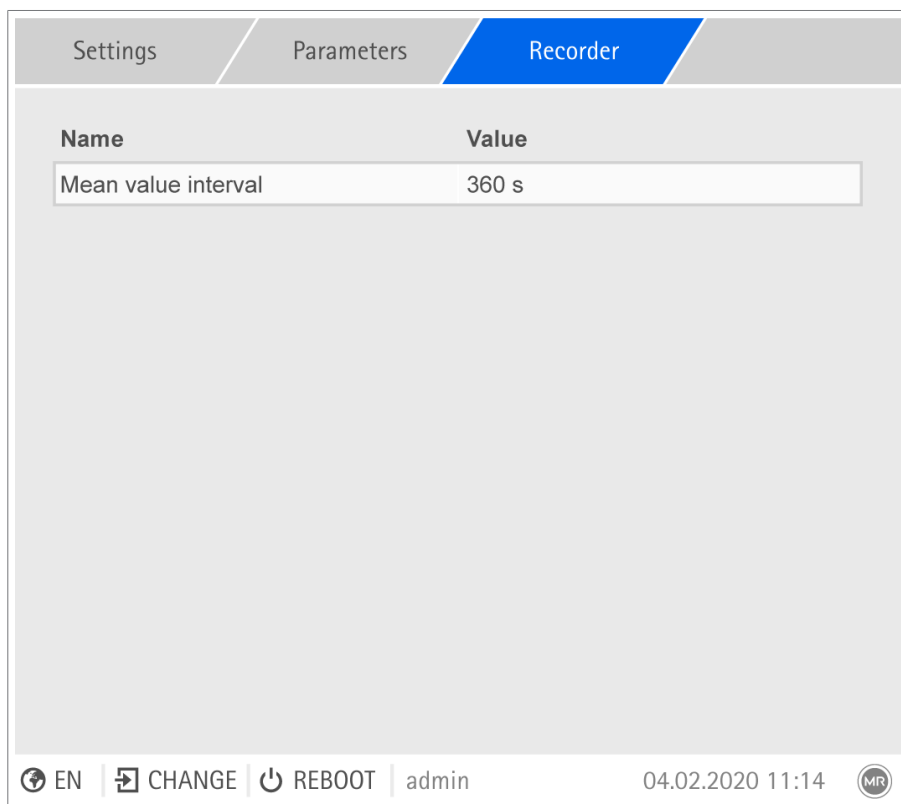 Settings Parameters Recorder
Name Value
Mean value interval 360 s
EN CHANGE REBOOT admin 04.02.2020 11:14 MR